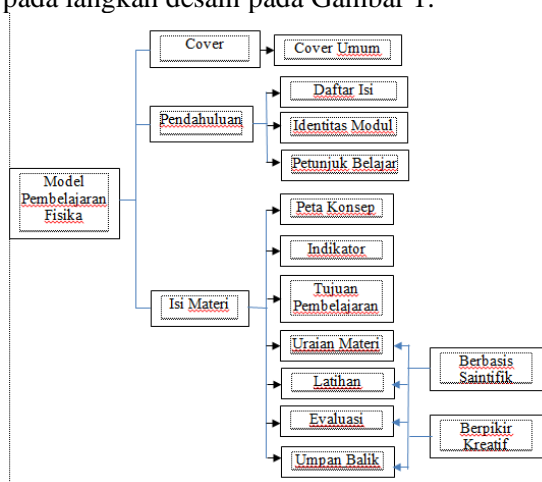 pada langkah desain pada Gambar 1.
Cover
Cover Umum
Pendahuluan
Daftar Isi
Identitas Modul
Petunjuk Belajar
Model
Pembelajaran
Fisika
Isi Materi
Peta Konsep
Indikator
Tujuan
Pembelajaran
Uraian Materi
Latihan
Evaluasi
Umpan Balik
Berbasis
Saintifik
Berpikir
Kreatif